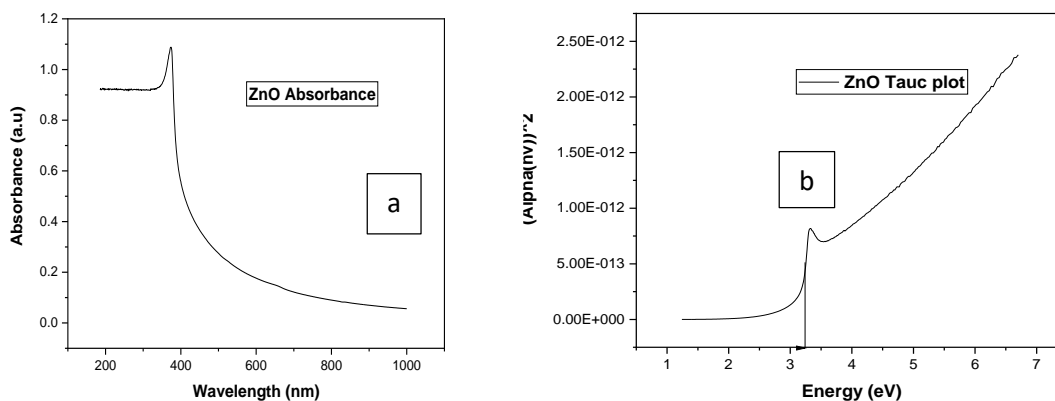 1.2
1.0
0.8
0.6
0.4
0.2
0.0
Absorbance (a.u)
200
400
600
800
1000
Wavelength (nm)
ZnO Absorbance
a
2.50E-012
2.00E-012
1.50E-012
1.00E-012
5.00E-013
0.00E+000
(Alpha(hv))^2
1
2
3
4
5
6
7
Energy (eV)
ZnO Tauc plot
b